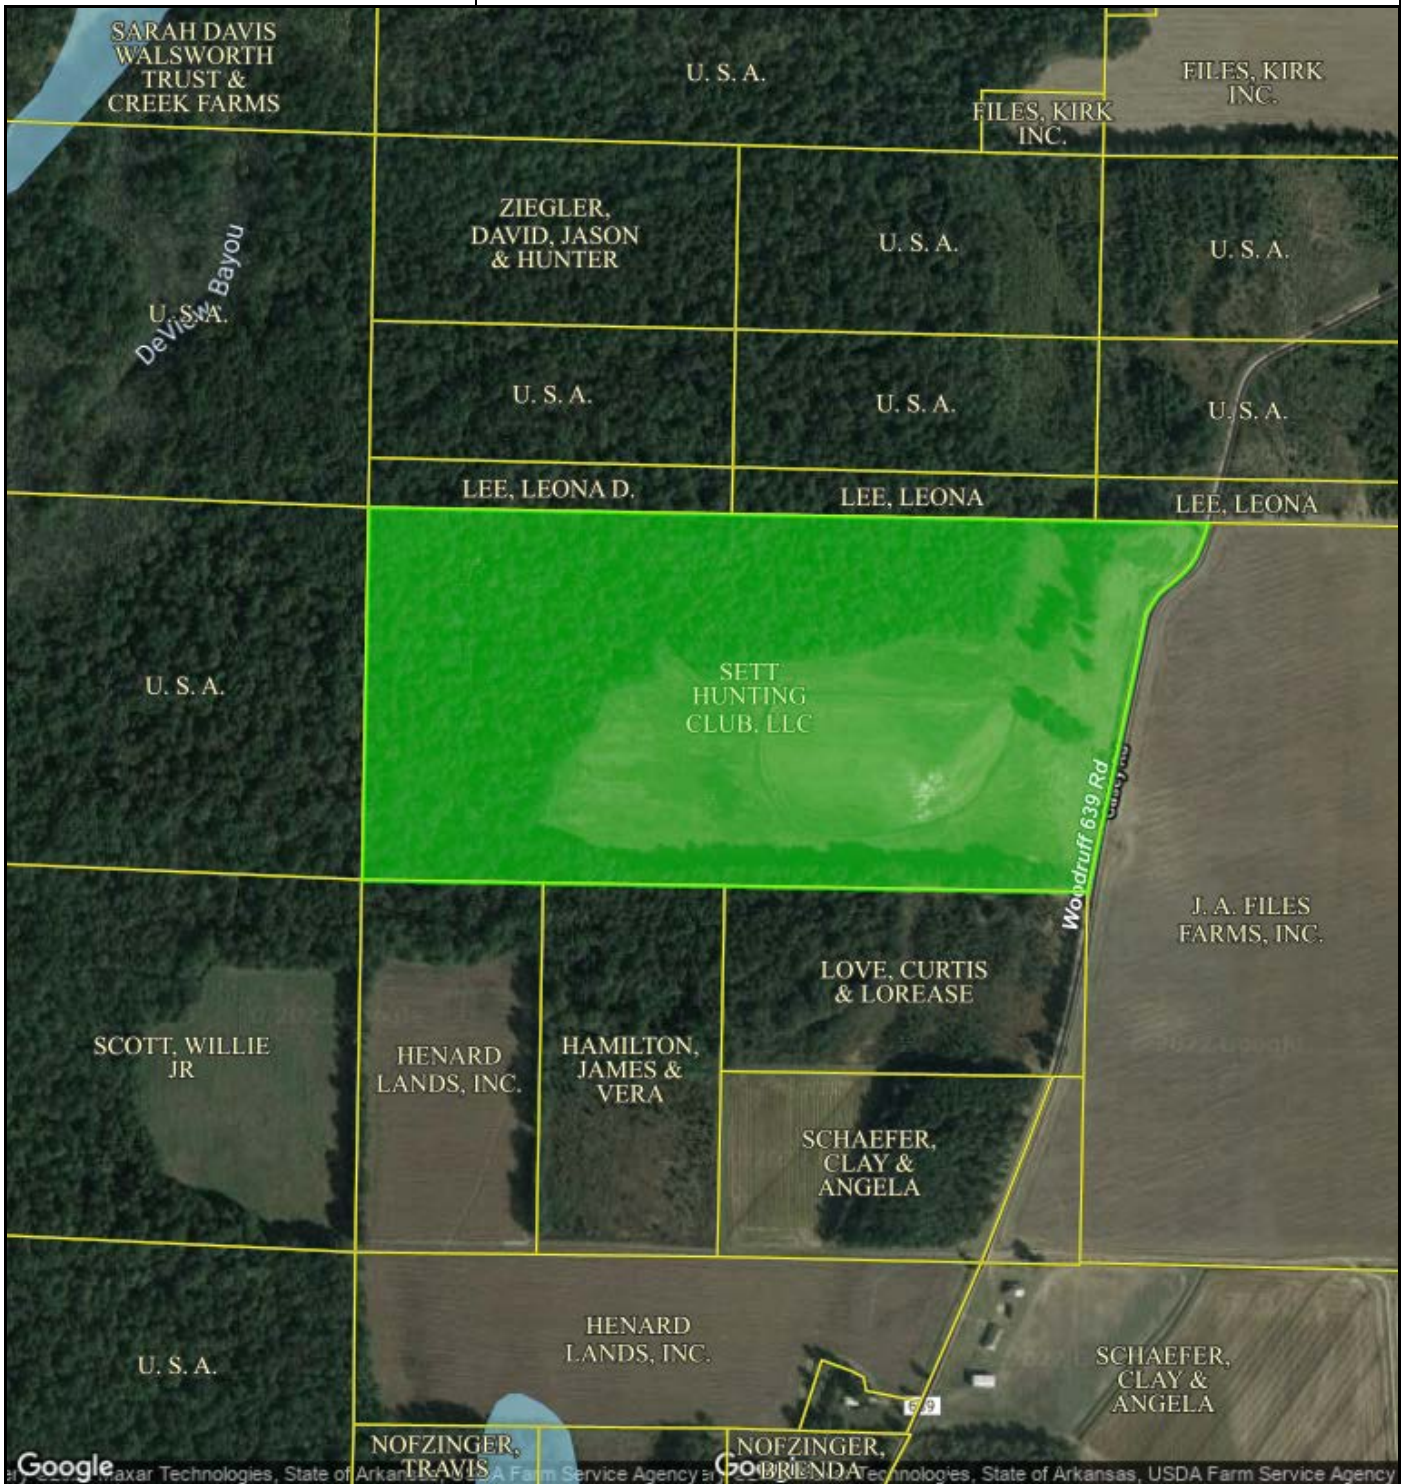 SARAH DAVIS
WALSWORTH
TRUST &
CREEK FARMS
U. S. A.
FILES, KIRK
INC.
FILES, KIRK
INC.
ZIEGLER,
DAVID, JASON
& HUNTER
U. S. A.
U. S. A.
U. S. A.
DeView Bayou
U. S. A.
U. S. A.
U. S. A.
LEE, LEONA D.
LEE, LEONA
LEE, LEONA
U. S. A.
SETT
HUNTING
CLUB, LLC
Woodruff 639 Rd
J. A. FILES
FARMS, INC.
LOVE, CURTIS
& LOREASE
SCOTT, WILLIE
JR
HENARD
LANDS, INC.
HAMILTON,
JAMES &
VERA
SCHAEFER,
CLAY &
ANGELA
HENARD
LANDS, INC.
U. S. A.
SCHAEFER,
CLAY &
ANGELA
639
NOFZINGER,
TRAVIS
NOFZINGER,
BRENDA
Google
Maxar Technologies, State of Arkansas, USDA Farm Service Agency
Technologies, State of Arkansas, USDA Farm Service Agency